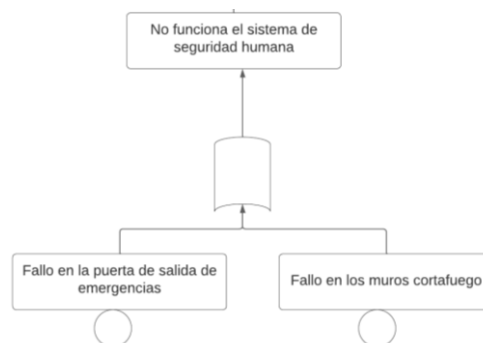 No funciona el sistema de
seguridad humana
Fallo en la puerta de salida de
emergencias
Fallo en los muros cortafuego